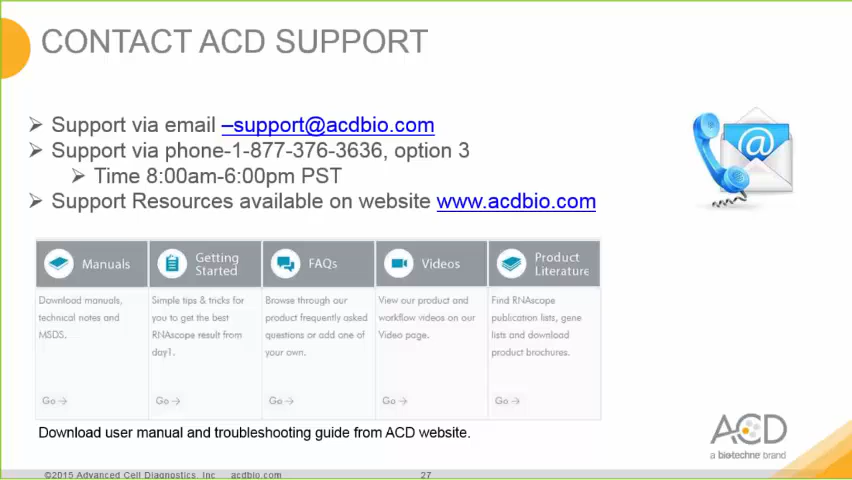 CONTACT ACD SUPPORT
➢ Support via email –support@acdbio.com
➢ Support via phone-1-877-376-3636, option 3
➢ Time 8:00am-6:00pm PST
➢ Support Resources available on website www.acdbio.com
@
Manuals
Download manuals,
technical notes and
MSDS.
Go →
Getting
Started
Simple tips & tricks for
you to get the best
RNAscope result from
day1.
Go →
FAQs
Browse through our
product frequently asked
questions or add one of
your own.
Go →
Videos
View our product and
workflow videos on our
Video page.
Go →
Product
Literature
Find RNAscope
publication lists, gene
lists and download
product brochures.
Go →
Download user manual and troubleshooting guide from ACD website.
ACD
a biotechne brand
©2015 Advanced Cell Diagnostics, Inc acdbio.com 27